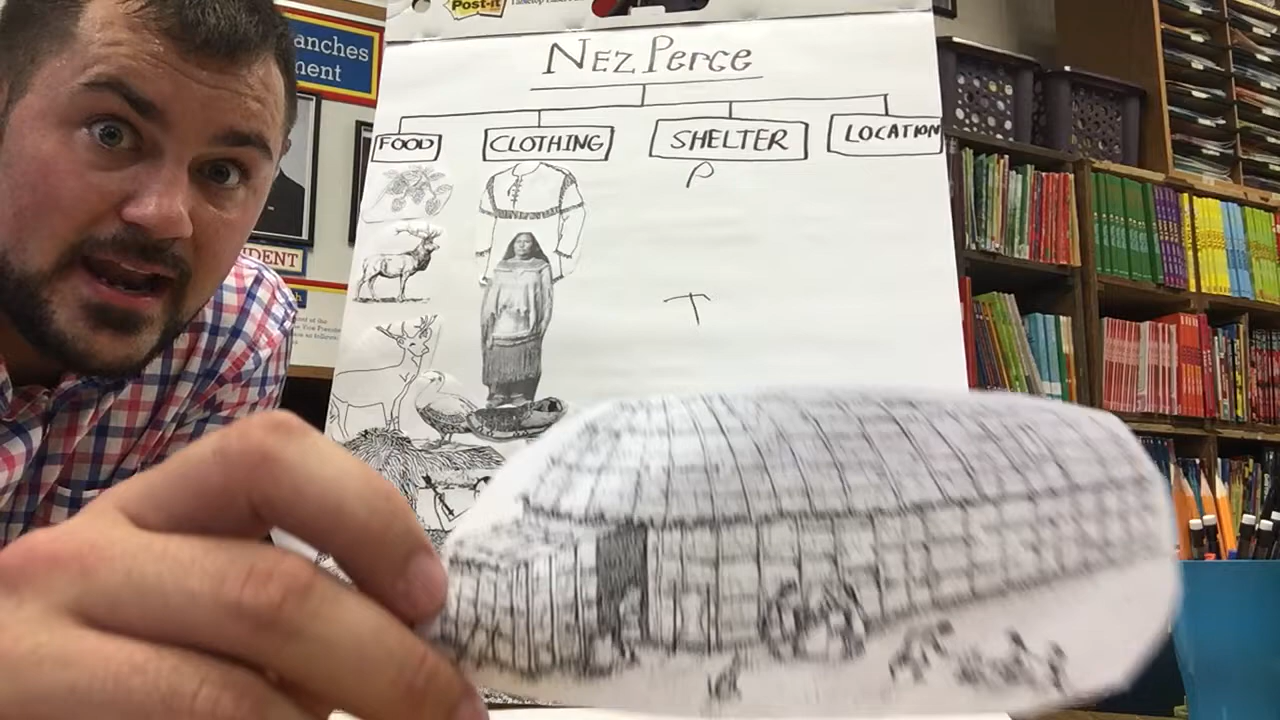 Post-it
anches
ment
NEZ PERCE
FOOD
CLOTHING
SHELTER
LOCATION
P
T
DENT